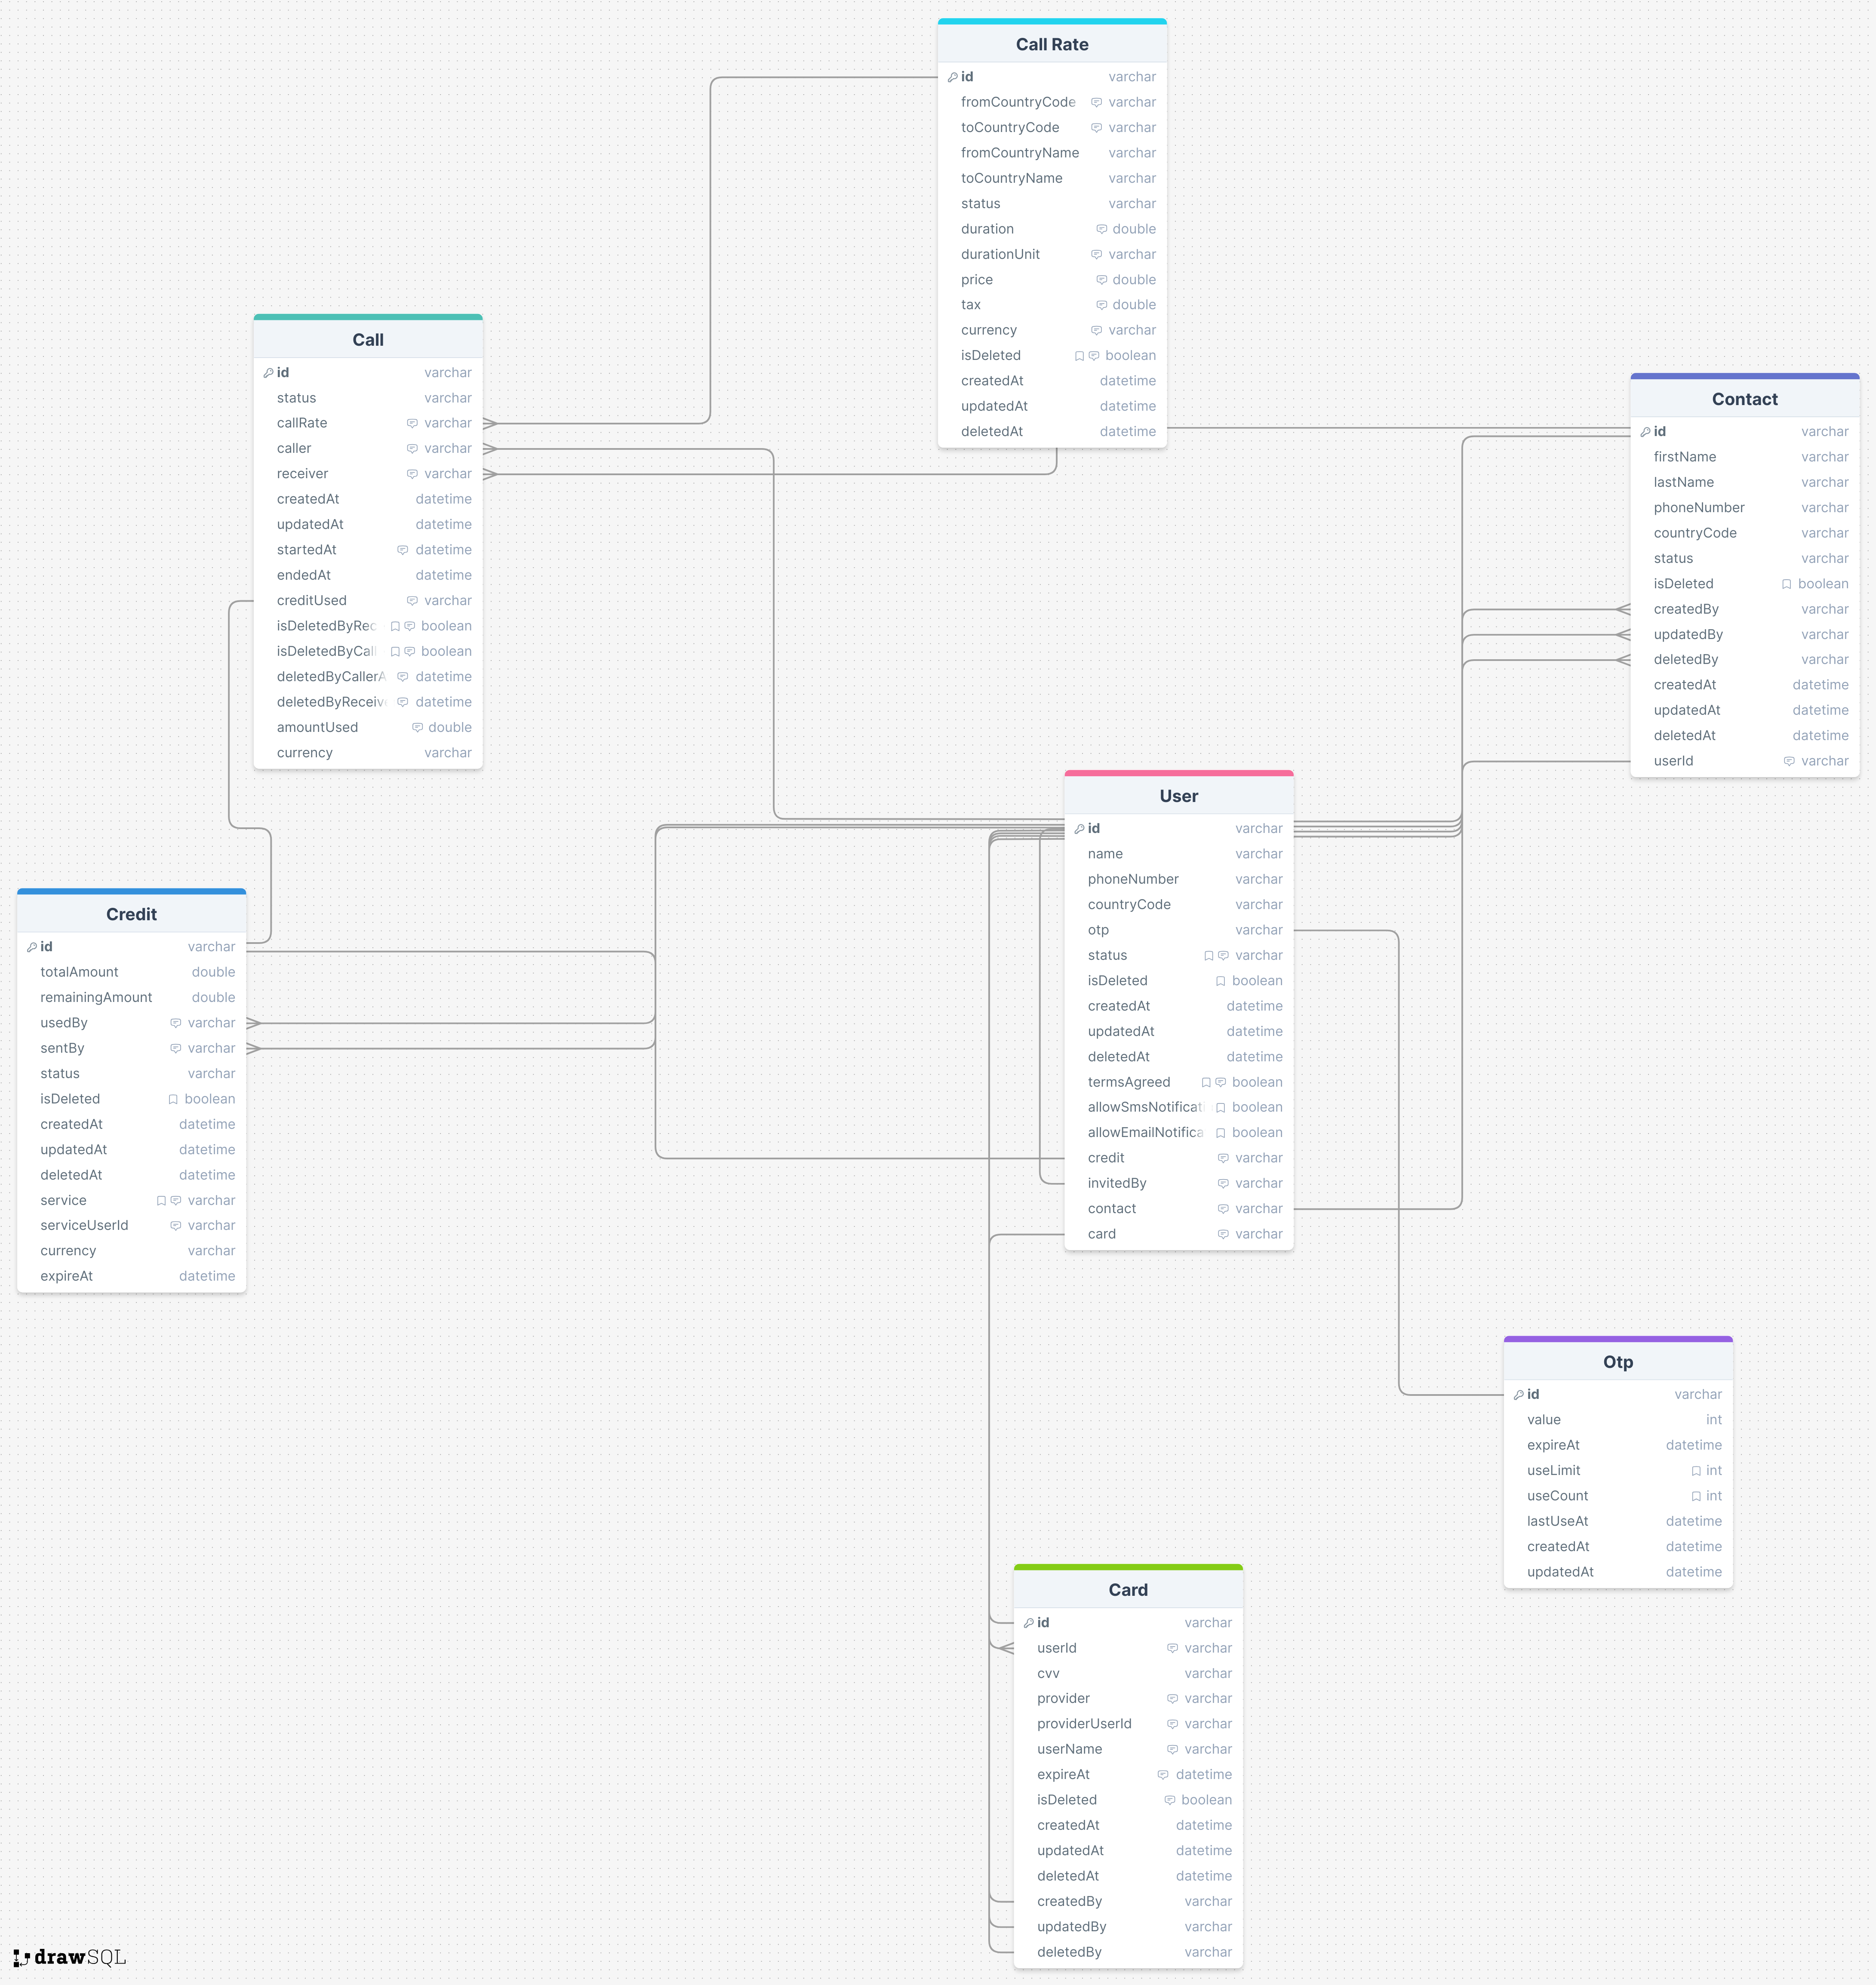 Call Rate
id varchar
fromCountryCode varchar
toCountryCode varchar
fromCountryName varchar
toCountryName varchar
status varchar
duration double
durationUnit varchar
price double
tax double
currency varchar
isDeleted boolean
createdAt datetime
updatedAt datetime
deletedAt datetime
Call
id varchar
status varchar
callRate varchar
caller varchar
receiver varchar
createdAt datetime
updatedAt datetime
startedAt datetime
endedAt datetime
creditUsed varchar
isDeletedByRec boolean
isDeletedByCal boolean
deletedByCallerA datetime
deletedByReceiv datetime
amountUsed double
currency varchar
Contact
id varchar
firstName varchar
lastName varchar
phoneNumber varchar
countryCode varchar
status varchar
isDeleted boolean
createdBy varchar
updatedBy varchar
deletedBy varchar
createdAt datetime
updatedAt datetime
deletedAt datetime
userId varchar
User
id varchar
name varchar
phoneNumber varchar
countryCode varchar
otp varchar
status varchar
isDeleted boolean
createdAt datetime
updatedAt datetime
deletedAt datetime
termsAgreed boolean
allowSmsNotificat boolean
allowEmailNotifica boolean
credit varchar
invitedBy varchar
contact varchar
card varchar
Credit
id varchar
totalAmount double
remainingAmount double
usedBy varchar
sentBy varchar
status varchar
isDeleted boolean
createdAt datetime
updatedAt datetime
deletedAt datetime
service varchar
serviceUserId varchar
currency varchar
expireAt datetime
Otp
id varchar
value int
expireAt datetime
useLimit int
useCount int
lastUseAt datetime
createdAt datetime
updatedAt datetime
Card
id varchar
userId varchar
cvv varchar
provider varchar
providerUserId varchar
userName varchar
expireAt datetime
isDeleted boolean
createdAt datetime
updatedAt datetime
deletedAt datetime
createdBy varchar
updatedBy varchar
deletedBy varchar
drawSQL